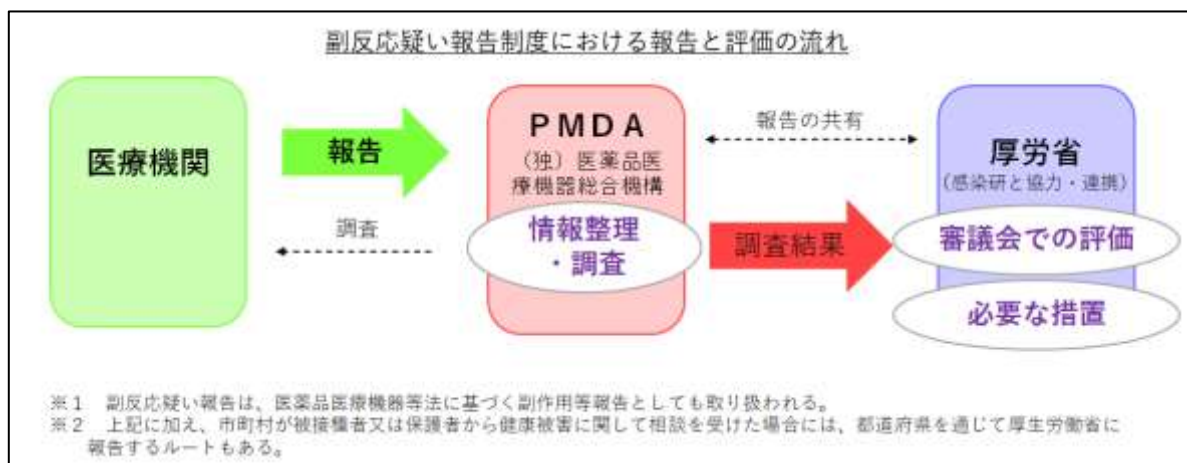 副反応疑い報告制度における報告と評価の流れ
医療機関
報告
調査
PMDA
（独）医薬品医
療機器総合機構
情報整理
・調査
報告の共有
調査結果
厚労省
（感染研と協力・連携）
審議会での評価
必要な措置
※１　副反応疑い報告は、医薬品医療機器等法に基づく副作用等報告としても取り扱われる。
※２　上記に加え、市町村が被接種者又は保護者から健康被害に関して相談を受けた場合には、都道府県を通じて厚生労働省に
報告するルートもある。